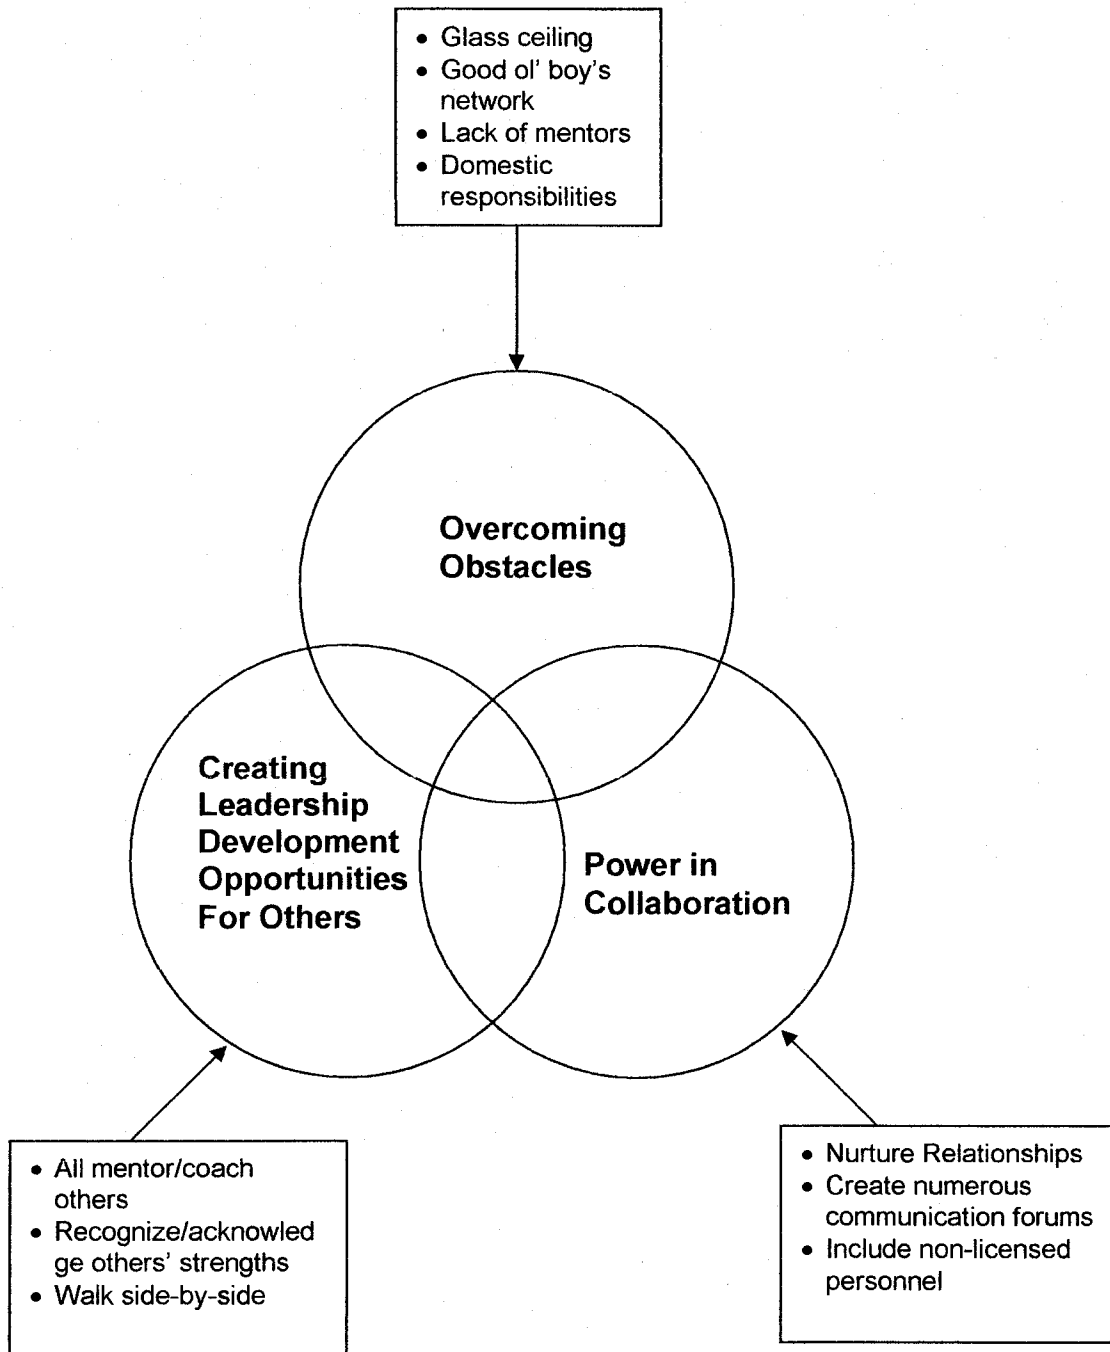 • Glass ceiling
• Good ol' boy's
network
• Lack of mentors
• Domestic
responsibilities
Overcoming
Obstacles
Creating
Leadership
Development
Opportunities
For Others
Power in
Collaboration
• All mentor/coach
others
• Recognize/acknowled
ge others' strengths
• Walk side-by-side
• Nurture Relationships
• Create numerous
communication forums
• Include non-licensed
personnel